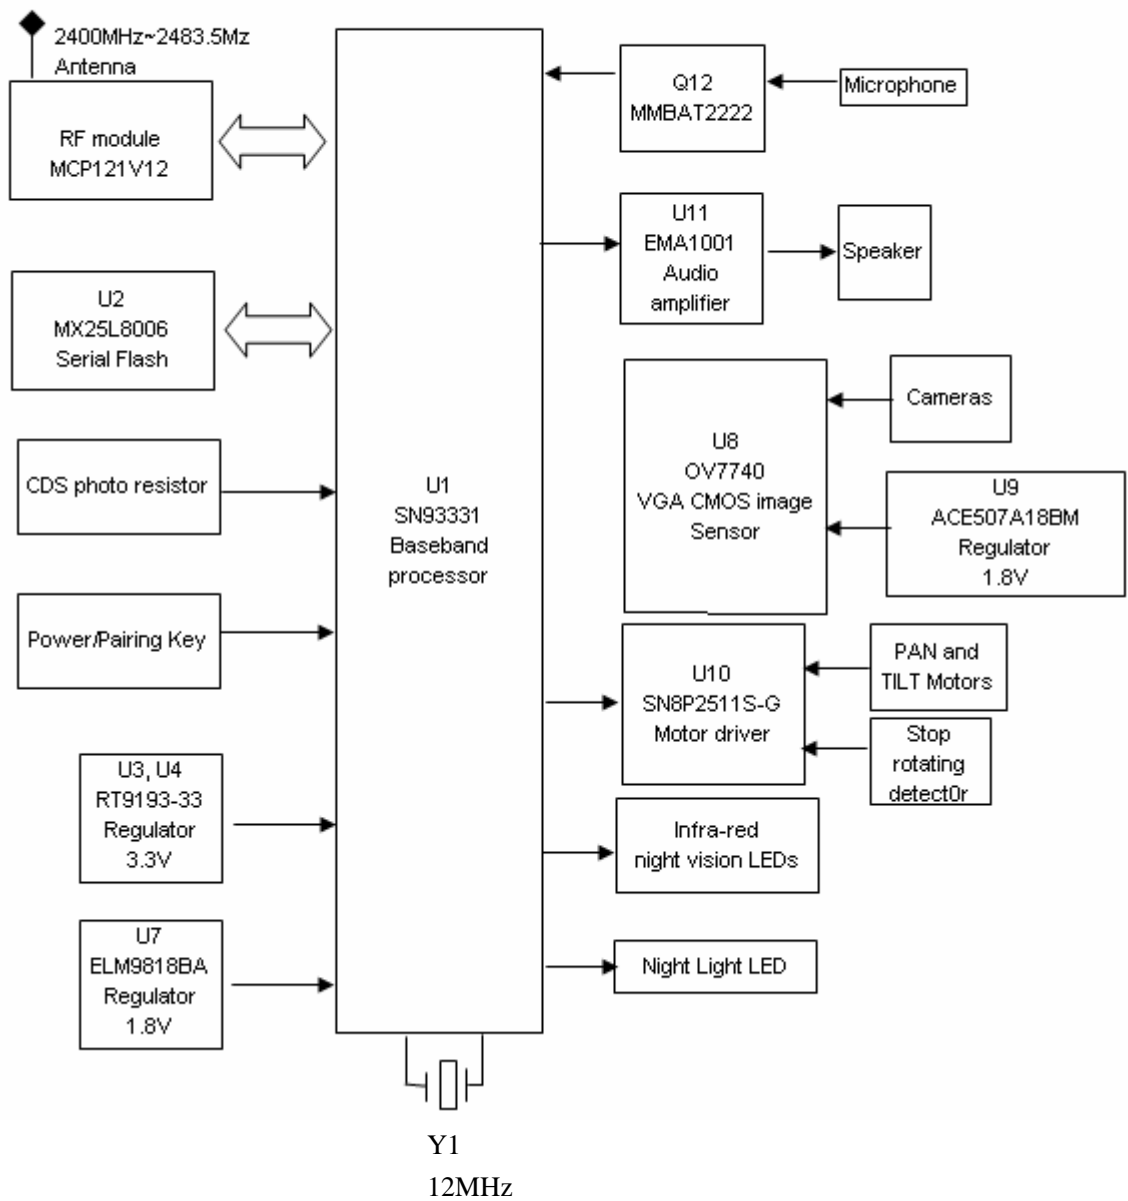 2400MHz~2483.5Mz
Antenna
RF module
MCP121V12
U2
MX25L8006
Serial Flash
CDS photo resistor
Power/Pairing Key
U3, U4
RT9193-33
Regulator
3.3V
U7
ELM9818BA
Regulator
1.8V
U1
SN93331
Baseband
processor
Y1
12MHz
Q12
MMBAT2222
Microphone
U11
EMA1001
Audio
amplifier
Speaker
U8
OV7740
VGA CMOS image
Sensor
Cameras
U9
ACE507A18BM
Regulator
1.8V
U10
SN8P2511S-G
Motor driver
PAN and
TILT Motors
Stop
rotating
detect0r
Infra-red
night vision LEDs
Night Light LED